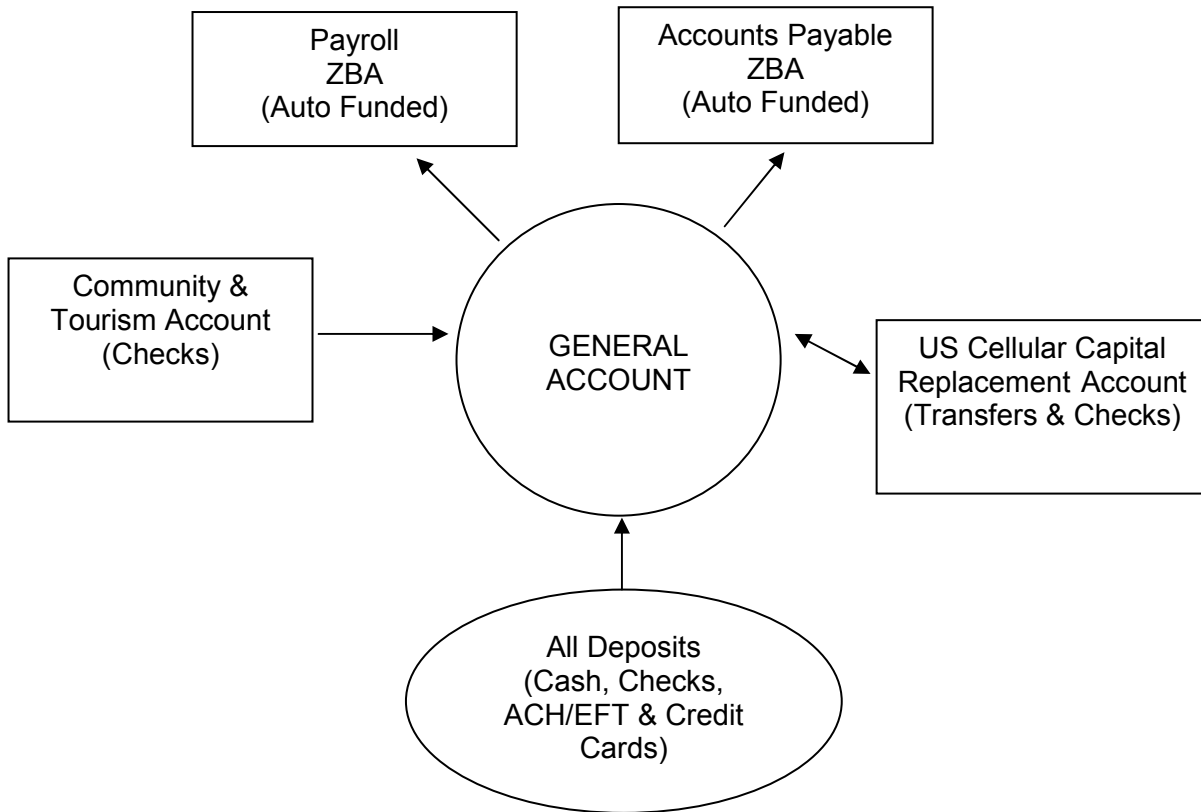 Payroll
ZBA
(Auto Funded)
Accounts Payable
ZBA
(Auto Funded)
Community &
Tourism Account
(Checks)
GENERAL
ACCOUNT
US Cellular Capital
Replacement Account
(Transfers & Checks)
All Deposits
(Cash, Checks,
ACH/EFT & Credit
Cards)